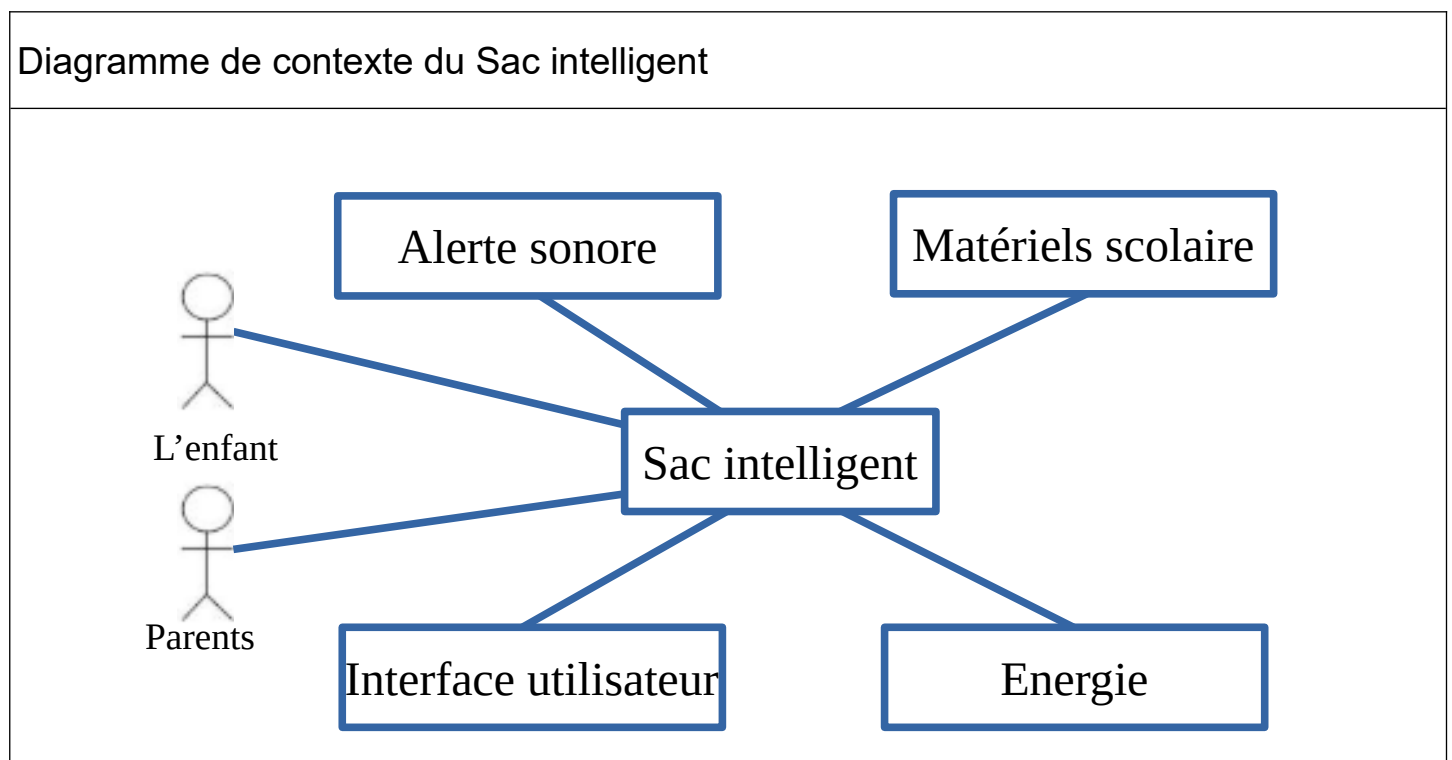 Diagramme de contexte du Sac intelligent
Alerte sonore
Matériels scolaire
L’enfant
Sac intelligent
Parents
Interface utilisateur
Energie